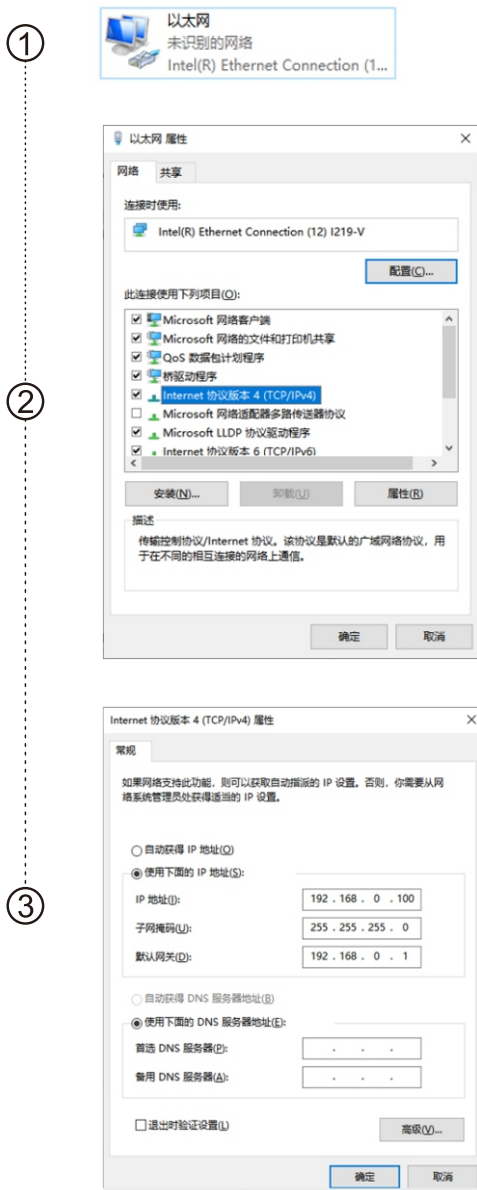 ①
以太网
未识别的网络
Intel(R) Ethernet Connection (1...
②
以太网 属性
网络 共享
连接时使用:
Intel(R) Ethernet Connection (12) I219-V
配置(C)...
此连接使用下列项目(O):
Microsoft 网络客户端
Microsoft 网络的文件和打印机共享
QoS 数据包计划程序
桥驱动程序
Internet 协议版本 4 (TCP/IPv4)
Microsoft 网络适配器多路传送器协议
Microsoft LLDP 协议驱动程序
Internet 协议版本 6 (TCP/IPv6)
安装(N)... 卸载(U) 属性(R)
描述
传输控制协议/Internet 协议。该协议是默认的广域网络协议，用
于在不同的相互连接的网络上通信。
确定 取消
③
Internet 协议版本 4 (TCP/IPv4) 属性
常规
如果网络支持此功能，则可以获取自动指派的 IP 设置。否则，你需要从网
络系统管理员处获得适当的 IP 设置。
自动获得 IP 地址(O)
使用下面的 IP 地址(S):
IP 地址(I): 192 . 168 . 0 . 100
子网掩码(U): 255 . 255 . 255 . 0
默认网关(D): 192 . 168 . 0 . 1
自动获得 DNS 服务器地址(B)
使用下面的 DNS 服务器地址(E):
首选 DNS 服务器(P): . . .
备用 DNS 服务器(A): . . .
退出时验证设置(L)
高级(V)...
确定 取消